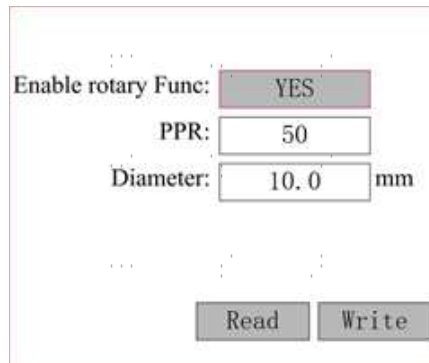 Enable rotary Func: YES
PPR: 50
Diameter: 10.0 mm
Read Write